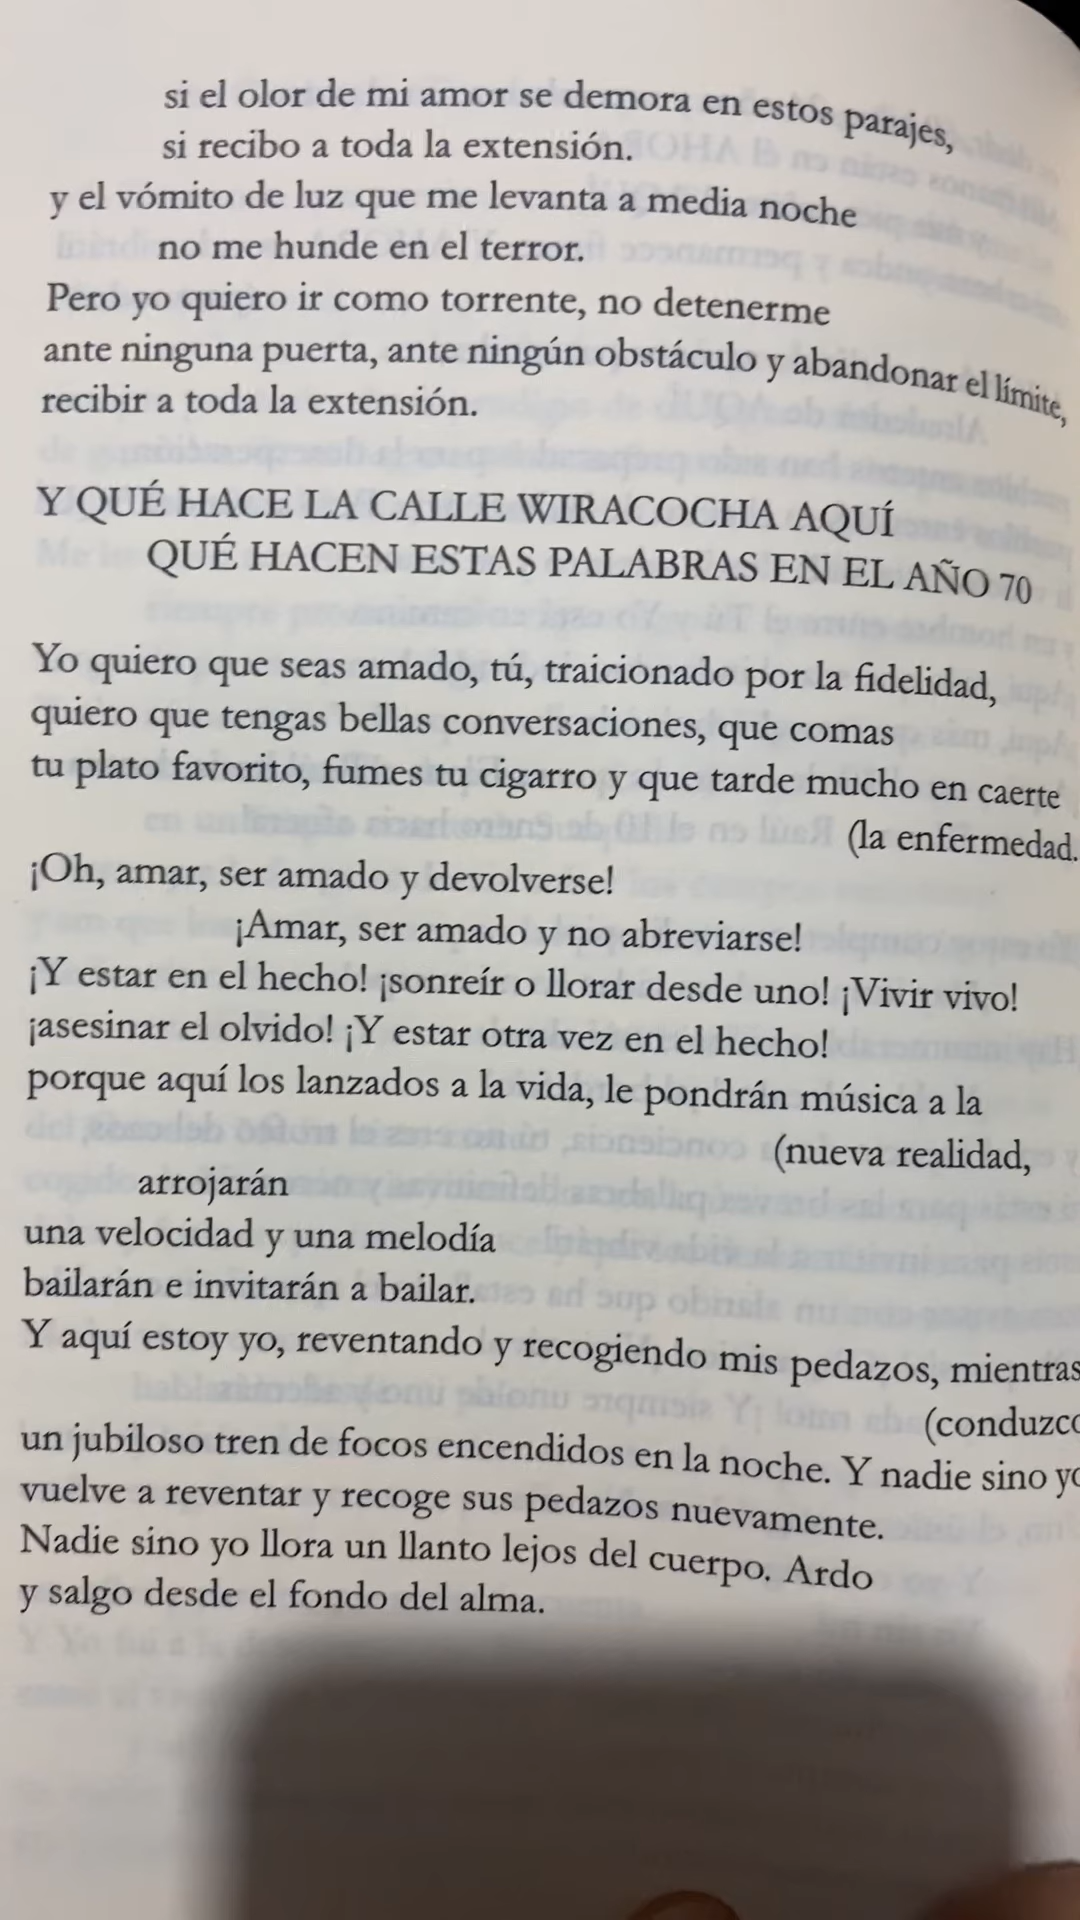 si el olor de mi amor se demora en estos parajes,
si recibo a toda la extensión.
y el vómito de luz que me levanta a media noche
no me hunde en el terror.
Pero yo quiero ir como torrente, no detenerme
ante ninguna puerta, ante ningún obstáculo y abandonar el límite,
recibir a toda la extensión.
Y QUÉ HACE LA CALLE WIRACOCHA AQUÍ
QUÉ HACEN ESTAS PALABRAS EN EL AÑO 70
Yo quiero que seas amado, tú, traicionado por la fidelidad,
quiero que tengas bellas conversaciones, que comas
tu plato favorito, fumes tu cigarro y que tarde mucho en caerte
(la enfermedad.
¡Oh, amar, ser amado y devolverse!
¡Amar, ser amado y no abreviarse!
¡Y estar en el hecho! ¡sonreír o llorar desde uno! ¡Vivir vivo!
¡asesinar el olvido! ¡Y estar otra vez en el hecho!
porque aquí los lanzados a la vida, le pondrán música a la
(nueva realidad,
arrojarán
una velocidad y una melodía
bailarán e invitarán a bailar.
Y aquí estoy yo, reventando y recogiendo mis pedazos, mientras
(conduzco
un jubiloso tren de focos encendidos en la noche. Y nadie sino yo
vuelve a reventar y recoge sus pedazos nuevamente.
Nadie sino yo llora un llanto lejos del cuerpo. Ardo
y salgo desde el fondo del alma.